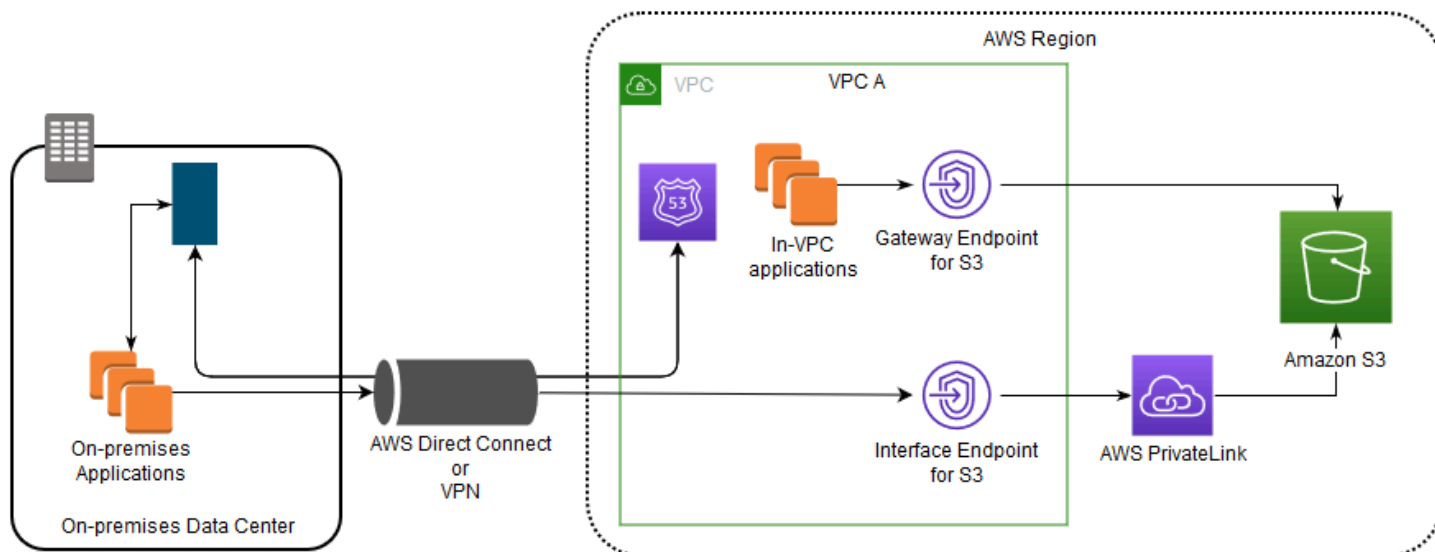 AWS Region
VPC
VPC A
53
In-VPC
applications
Gateway Endpoint
for S3
Amazon S3
On-premises
Applications
AWS Direct Connect
or
VPN
Interface Endpoint
for S3
AWS PrivateLink
On-premises Data Center